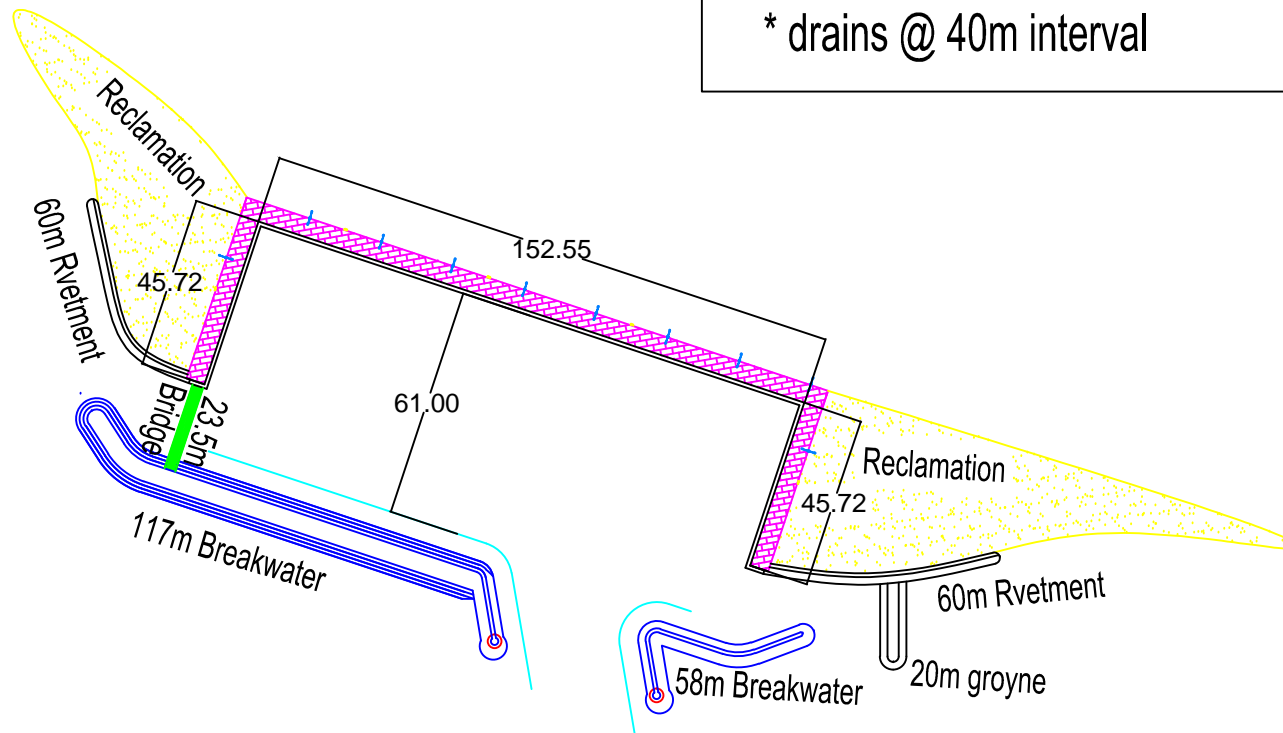 * drains @ 40m interval
Reclamation
60m Rvetment
152.55
45.72
61.00
23.5m
Bridge
117m Breakwater
Reclamation
45.72
60m Rvetment
58m Breakwater
20m groyne